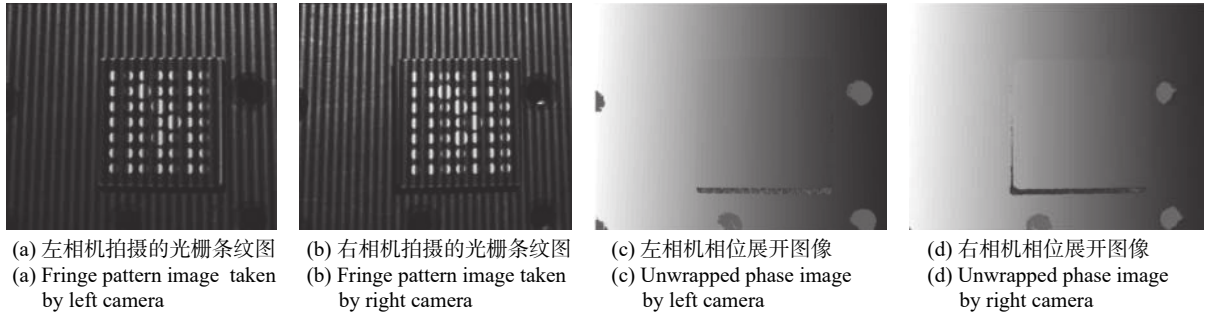 (a) 左相机拍摄的光栅条纹图
(a) Fringe pattern image taken
by left camera
(b) 右相机拍摄的光栅条纹图
(b) Fringe pattern image taken
by right camera
(c) 左相机相位展开图像
(c) Unwrapped phase image
by left camera
(d) 右相机相位展开图像
(d) Unwrapped phase image
by right camera